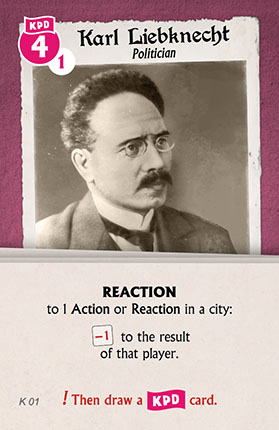 KPD
4
1
Karl Liebknecht
Politician
REACTION
to 1 Action or Reaction in a city:
-1 to the result
of that player.
K 01
! Then draw a KPD card.